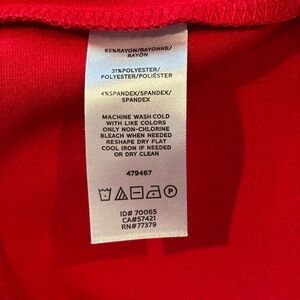 65%RAYON/RAYONNE/
RAYÓN
31%POLYESTER/
POLYESTER/POLIÉSTER
4%SPANDEX/SPANDEX/
SPANDEX
MACHINE WASH COLD
WITH LIKE COLORS
ONLY NON-CHLORINE
BLEACH WHEN NEEDED
RESHAPE DRY FLAT
COOL IRON IF NEEDED
OR DRY CLEAN
479467
P
ID# 70065
CA#57421
RN#77379